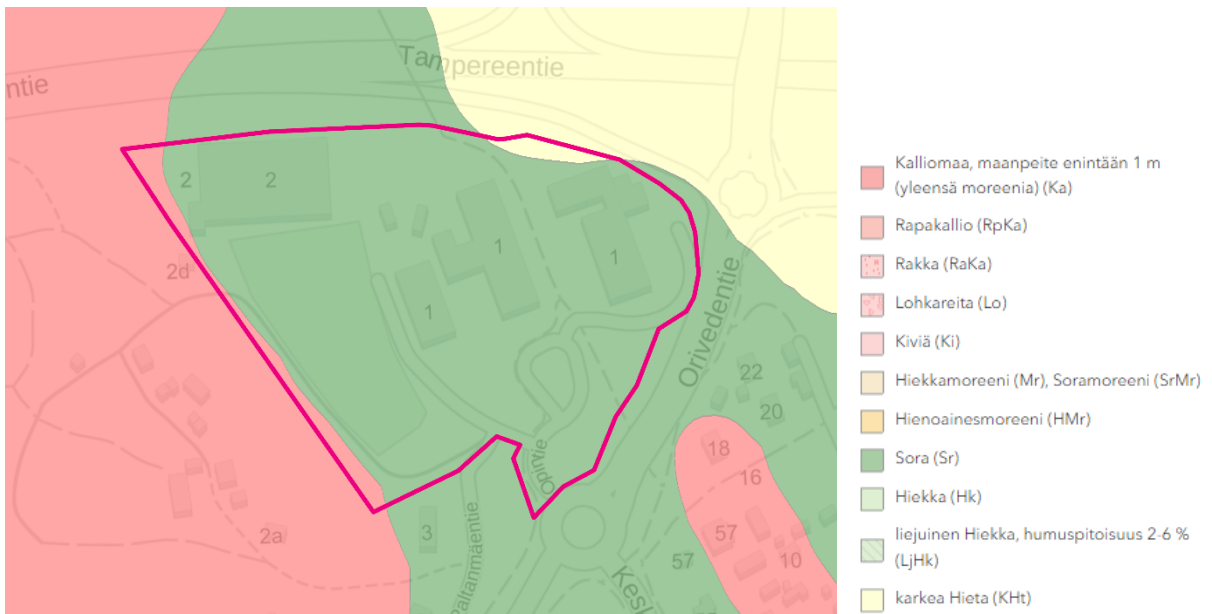 Tampereentie
ntie
2
2
1
1
1
2d
Orivedentie
22
20
18
16
Opintie
3
2a
57
57
10
altanmäentie
Kesk
Kalliomaa, maanpeite enintään 1 m
(yleensä moreenia) (Ka)
Rapakallio (RpKa)
Rakka (RaKa)
Lohkareita (Lo)
Kiviä (Ki)
Hiekkamoreeni (Mr), Soramoreeni (SrMr)
Hienoainesmoreeni (HMr)
Sora (Sr)
Hiekka (Hk)
liejuinen Hiekka, humuspitoisuus 2-6 %
(LjHk)
karkea Hieta (KHt)